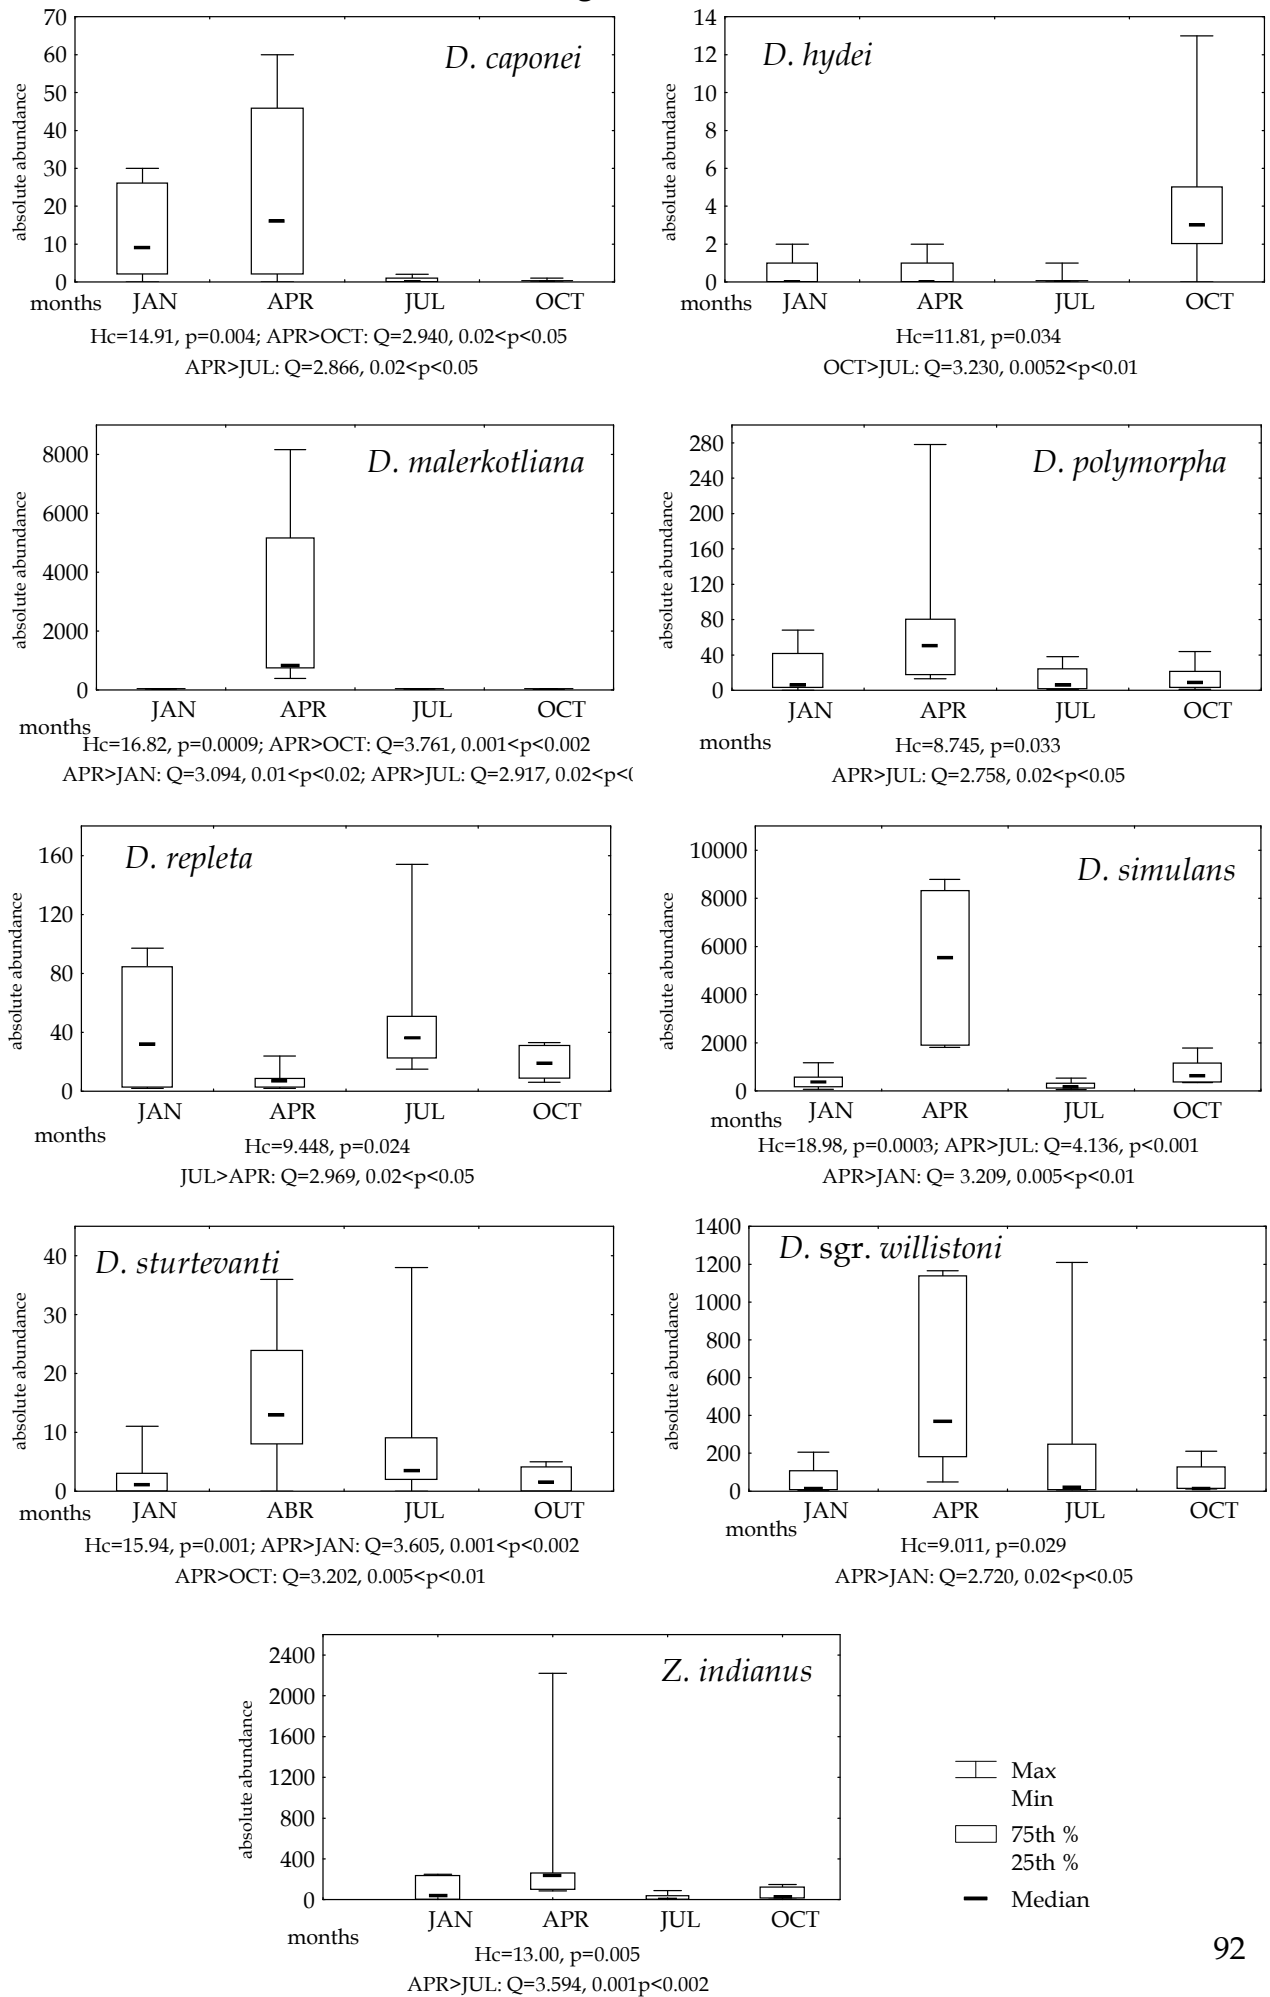 70
60
50
40
30
20
10
0
absolute abundance
D. caponei
months JAN APR JUL OCT
Hc=14.91, p=0.004; APR>OCT: Q=2.940, 0.02<p<0.05
APR>JUL: Q=2.866, 0.02<p<0.05
14
12
10
8
6
4
2
0
absolute abundance
D. hydei
months JAN APR JUL OCT
Hc=11.81, p=0.034
OCT>JUL: Q=3.230, 0.0052<p<0.01
8000
6000
4000
2000
0
absolute abundance
D. malerkotliana
JAN APR JUL OCT
months
Hc=16.82, p=0.0009; APR>OCT: Q=3.761, 0.001<p<0.002
APR>JAN: Q=3.094, 0.01<p<0.02; APR>JUL: Q=2.917, 0.02<p<
280
240
200
160
120
80
40
0
absolute abundance
D. polymorpha
JAN APR JUL OCT
months
Hc=8.745, p=0.033
APR>JUL: Q=2.758, 0.02<p<0.05
160
120
80
40
0
absolute abundance
D. repleta
JAN APR JUL OCT
months
Hc=9.448, p=0.024
JUL>APR: Q=2.969, 0.02<p<0.05
10000
8000
6000
4000
2000
0
absolute abundance
D. simulans
JAN APR JUL OCT
months
Hc=18.98, p=0.0003; APR>JUL: Q=4.136, p<0.001
APR>JAN: Q= 3.209, 0.005<p<0.01
40
30
20
10
0
absolute abundance
D. sturtevanti
months JAN ABR JUL OUT
Hc=15.94, p=0.001; APR>JAN: Q=3.605, 0.001<p<0.002
APR>OCT: Q=3.202, 0.005<p<0.01
1400
1200
1000
800
600
400
200
0
absolute abundance
D. sgr. willistoni
JAN APR JUL OCT
months
Hc=9.011, p=0.029
APR>JAN: Q=2.720, 0.02<p<0.05
2400
2000
1600
1200
800
400
0
absolute abundance
Z. indianus
JAN APR JUL OCT
months
Hc=13.00, p=0.005
APR>JUL: Q=3.594, 0.001p<0.002
Max
Min
75th %
25th %
Median
92